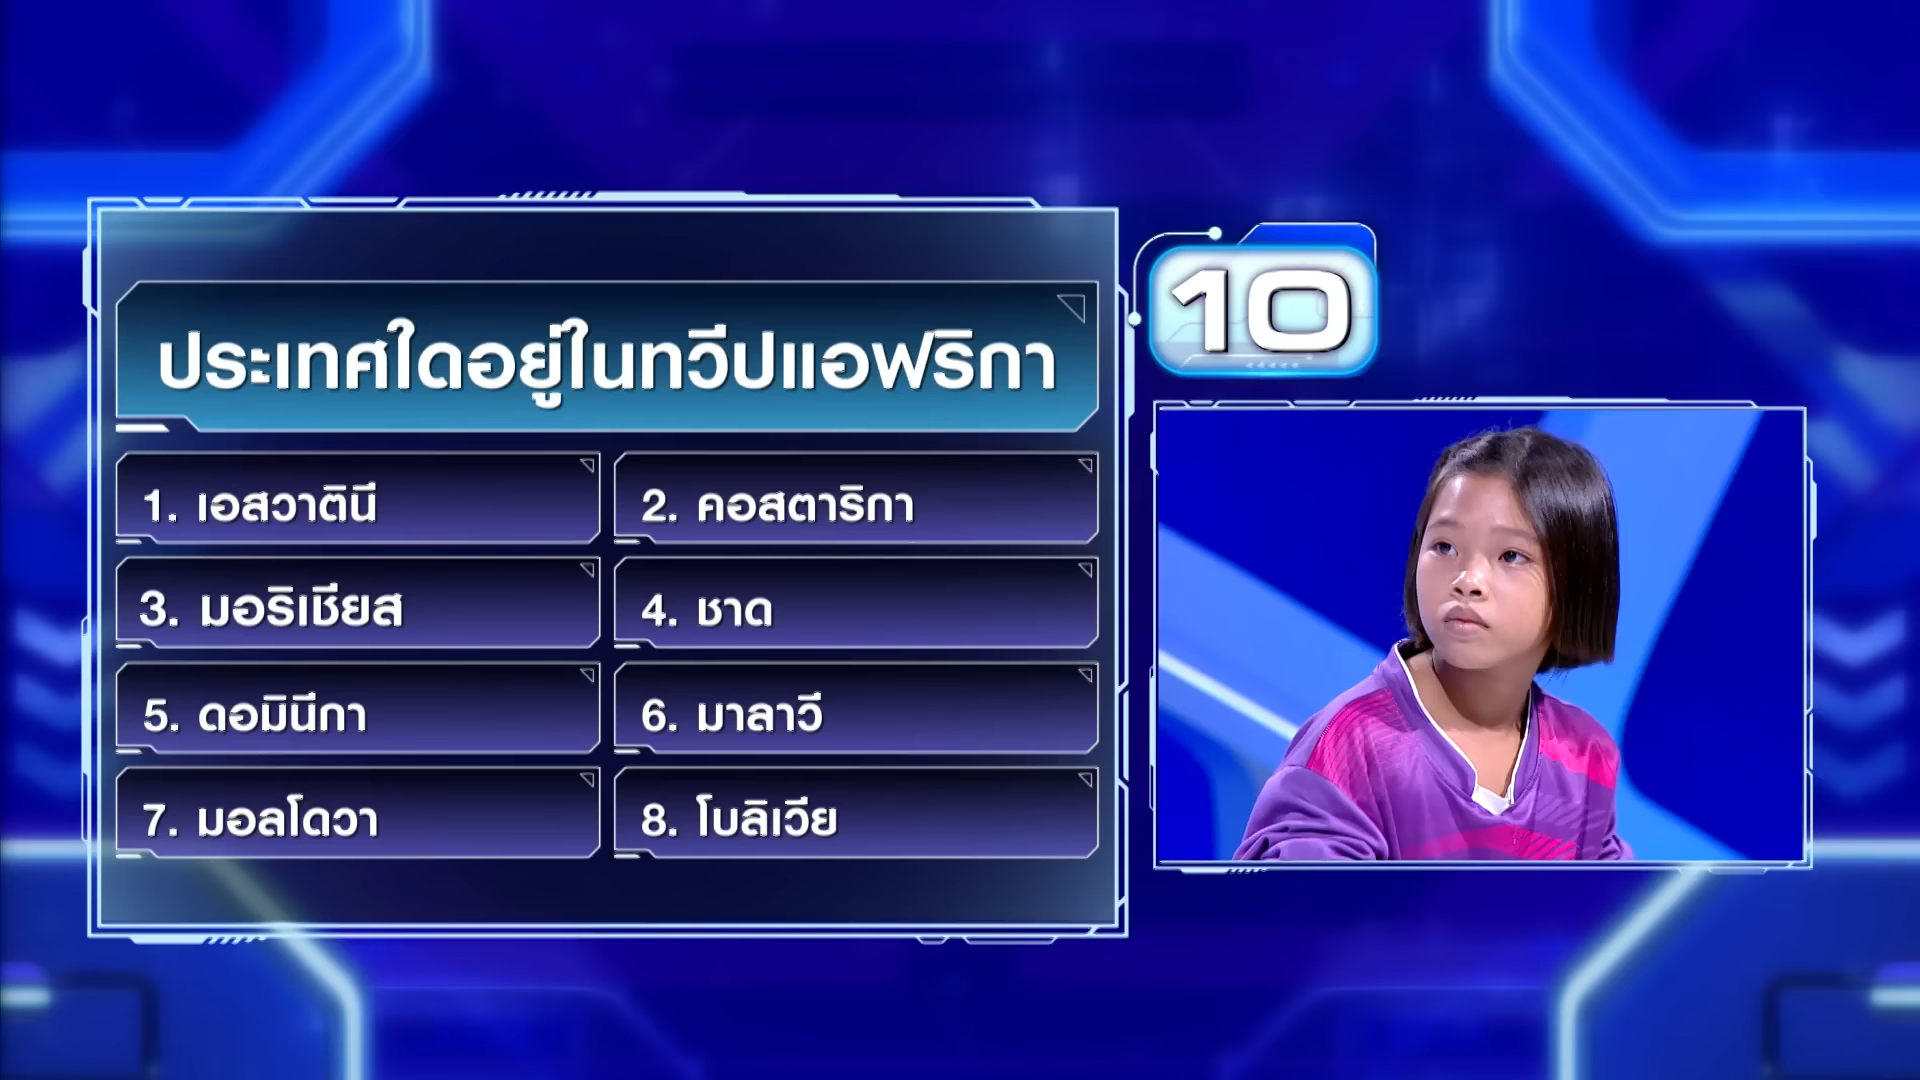 ประเทศใดอยู่ในทวีปแอฟริกา
10
1. เอสวาตินี
2. คอสตาริกา
3. มอริเชียส
4. ชาด
5. ดอมินีกา
6. มาลาวี
7. มอลโดวา
8. โบลิเวีย